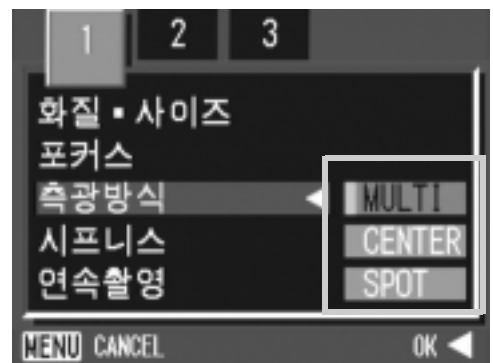 1 2 3
화질▪사이즈
포커스
측광방식 ◀ MULTI
시프니스 CENTER
연속촬영 SPOT
MENU CANCEL OK ◀